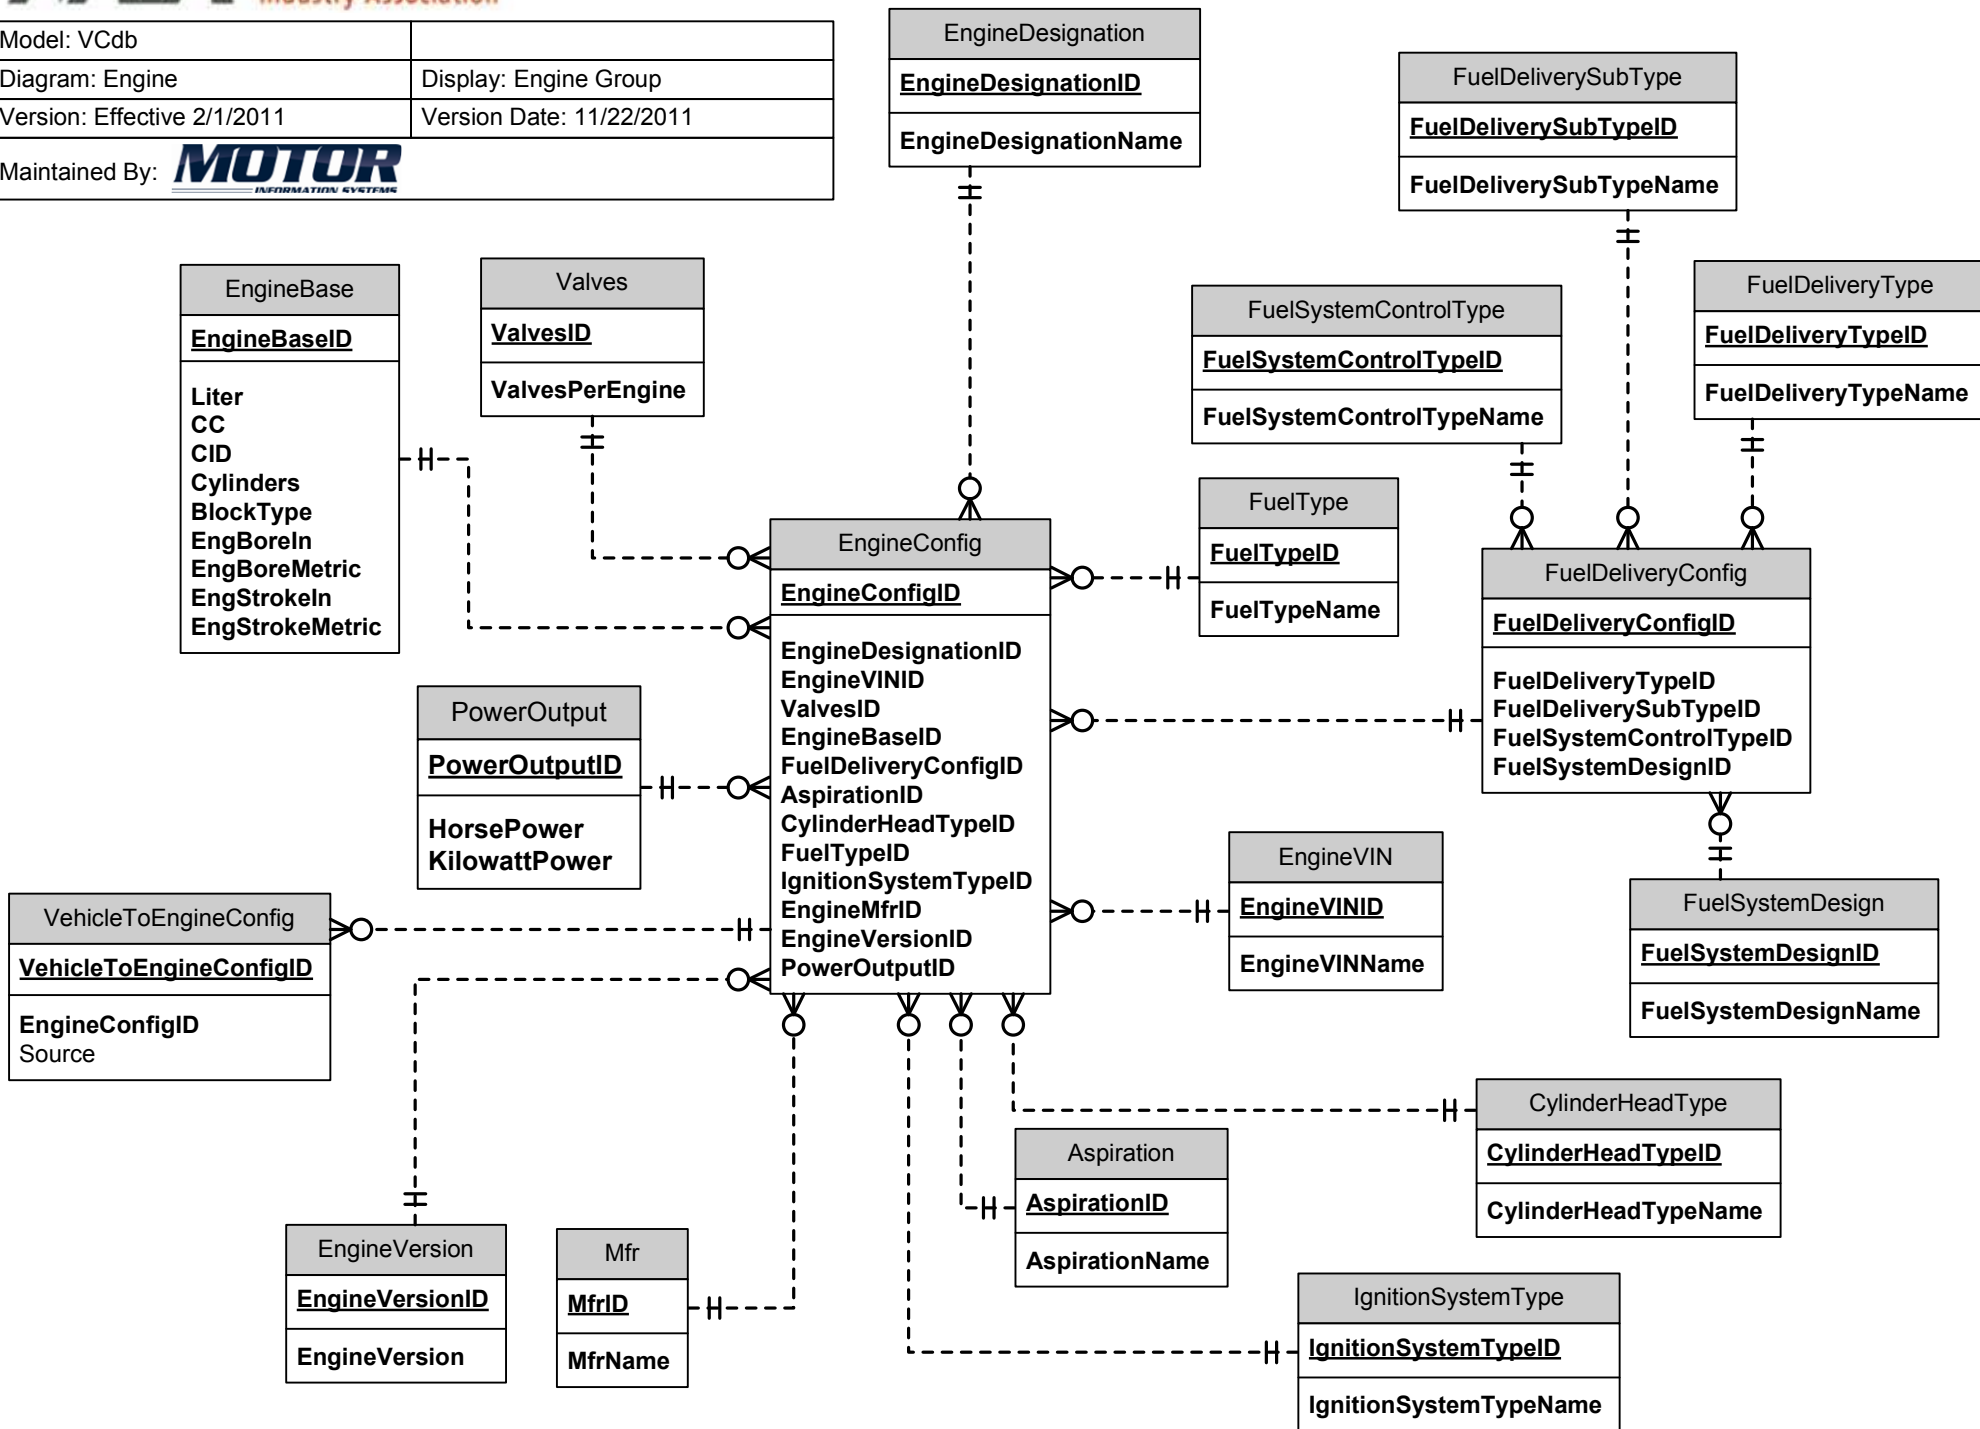 Industry Association
Model: VCdb
Diagram: Engine
Display: Engine Group
Version: Effective 2/1/2011
Version Date: 11/22/2011
Maintained By: MOTOR
INFORMATION SYSTEMS
EngineDesignation
EngineDesignationID
EngineDesignationName
FuelDeliverySubType
FuelDeliverySubTypeID
FuelDeliverySubTypeName
EngineBase
EngineBaseID
Liter
CC
CID
Cylinders
BlockType
EngBoreIn
EngBoreMetric
EngStrokeIn
EngStrokeMetric
Valves
ValvesID
ValvesPerEngine
FuelSystemControlType
FuelSystemControlTypeID
FuelSystemControlTypeName
FuelDeliveryType
FuelDeliveryTypeID
FuelDeliveryTypeName
FuelType
FuelTypeID
FuelTypeName
EngineConfig
EngineConfigID
EngineDesignationID
EngineVINID
ValvesID
EngineBaseID
FuelDeliveryConfigID
AspirationID
CylinderHeadTypeID
FuelTypeID
IgnitionSystemTypeID
EngineMfrID
EngineVersionID
PowerOutputID
FuelDeliveryConfig
FuelDeliveryConfigID
FuelDeliveryTypeID
FuelDeliverySubTypeID
FuelSystemControlTypeID
FuelSystemDesignID
PowerOutput
PowerOutputID
HorsePower
KilowattPower
EngineVIN
EngineVINID
EngineVINName
FuelSystemDesign
FuelSystemDesignID
FuelSystemDesignName
VehicleToEngineConfig
VehicleToEngineConfigID
EngineConfigID
Source
CylinderHeadType
CylinderHeadTypeID
CylinderHeadTypeName
Aspiration
AspirationID
AspirationName
EngineVersion
EngineVersionID
EngineVersion
Mfr
MfrID
MfrName
IgnitionSystemType
IgnitionSystemTypeID
IgnitionSystemTypeName